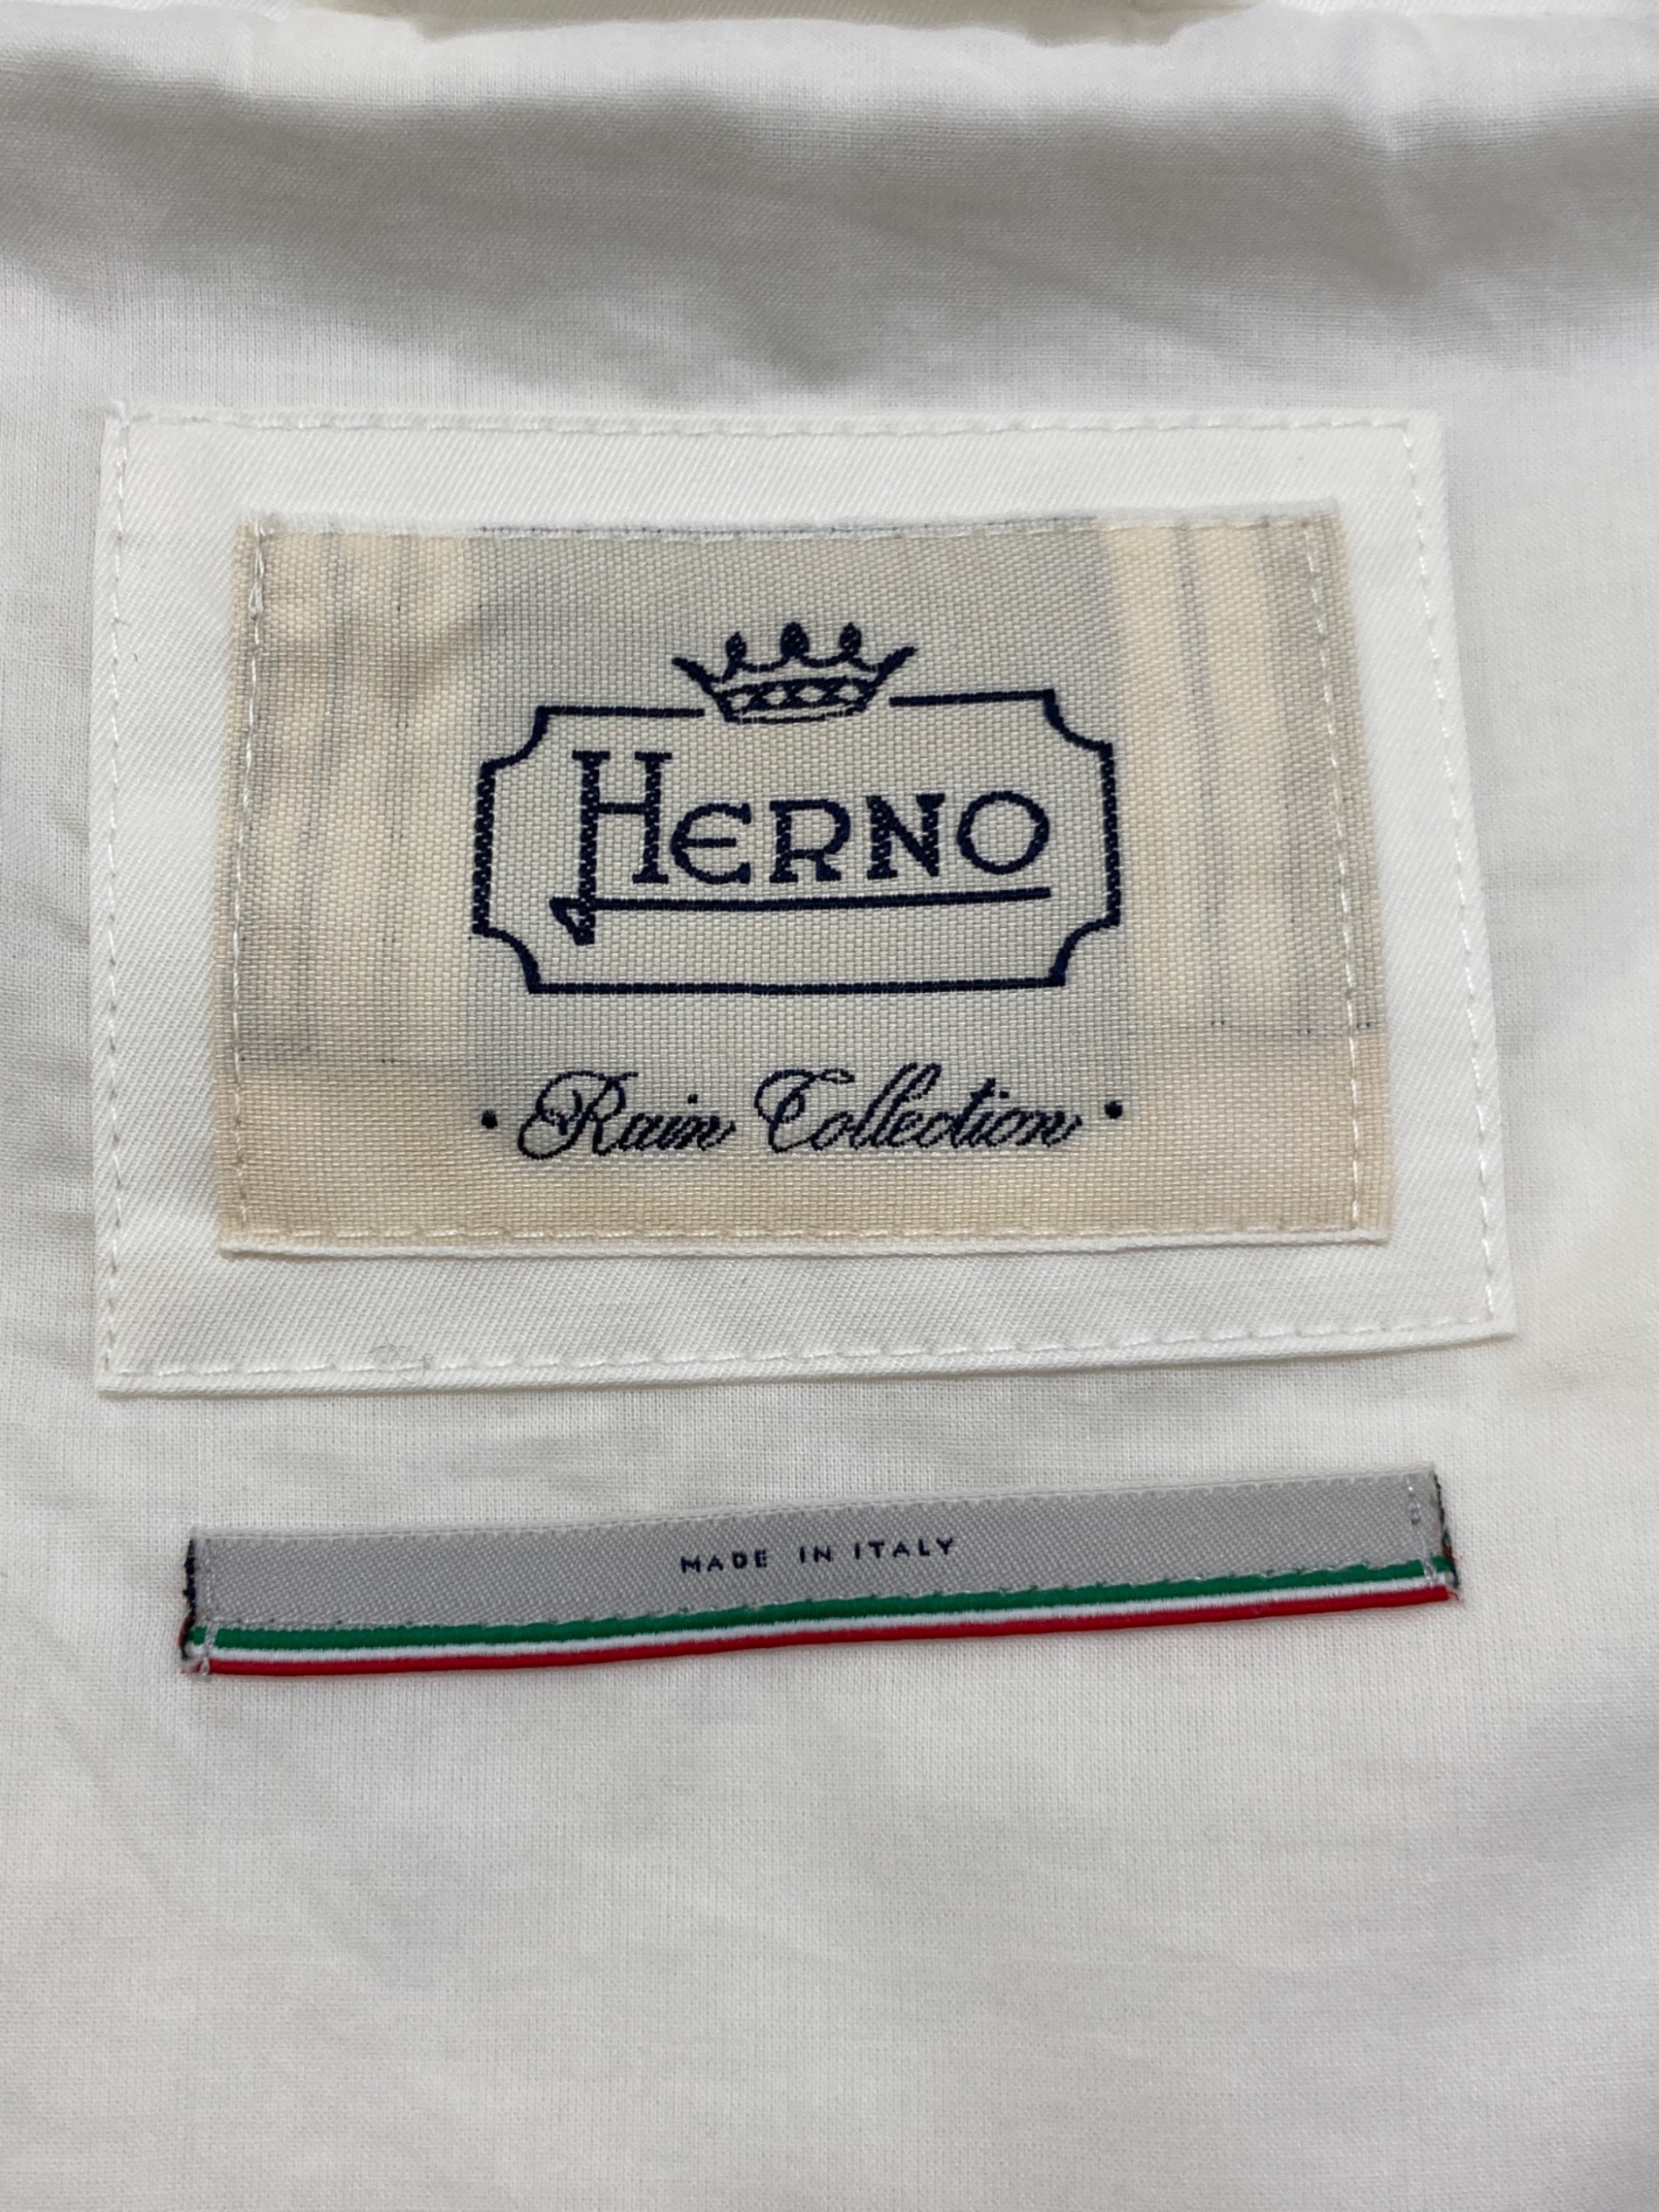 HERNO
• Rain Collection •
MADE IN ITALY